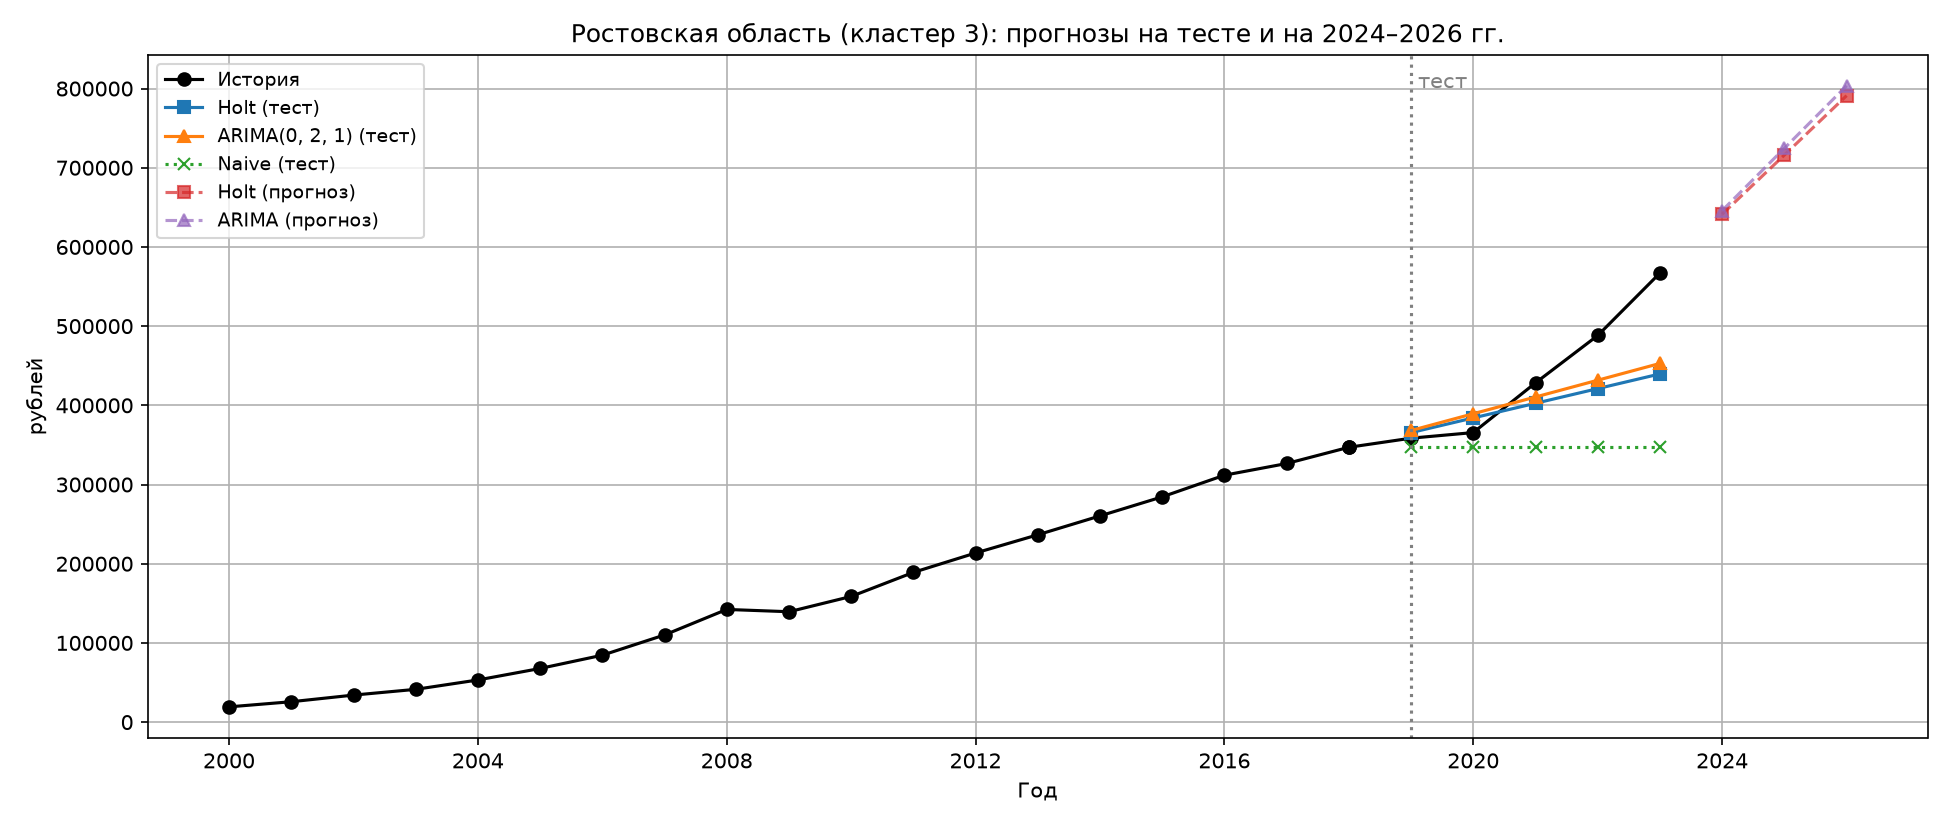 Ростовская область (кластер 3): прогнозы на тесте и на 2024–2026 гг.
История
Holt (тест)
ARIMA(0, 2, 1) (тест)
Naive (тест)
Holt (прогноз)
ARIMA (прогноз)
тест
800000
700000
600000
500000
400000
300000
200000
100000
0
рублей
2000 2004 2008 2012 2016 2020 2024
Год